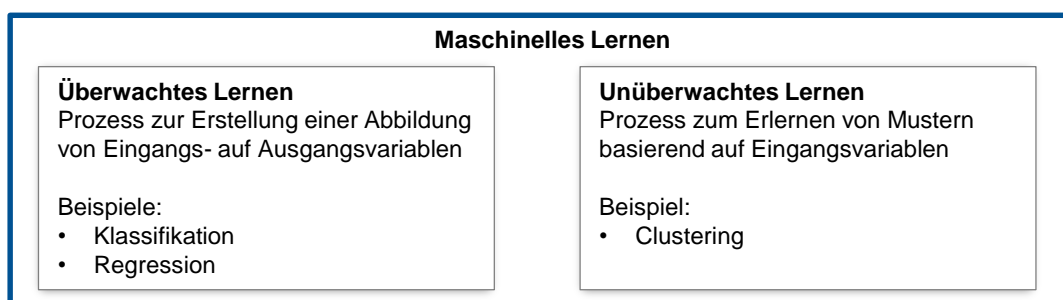 Maschinelles Lernen
Überwachtes Lernen
Prozess zur Erstellung einer Abbildung
von Eingangs- auf Ausgangsvariablen
Beispiele:
• Klassifikation
• Regression
Unüberwachtes Lernen
Prozess zum Erlernen von Mustern
basierend auf Eingangsvariablen
Beispiel:
• Clustering